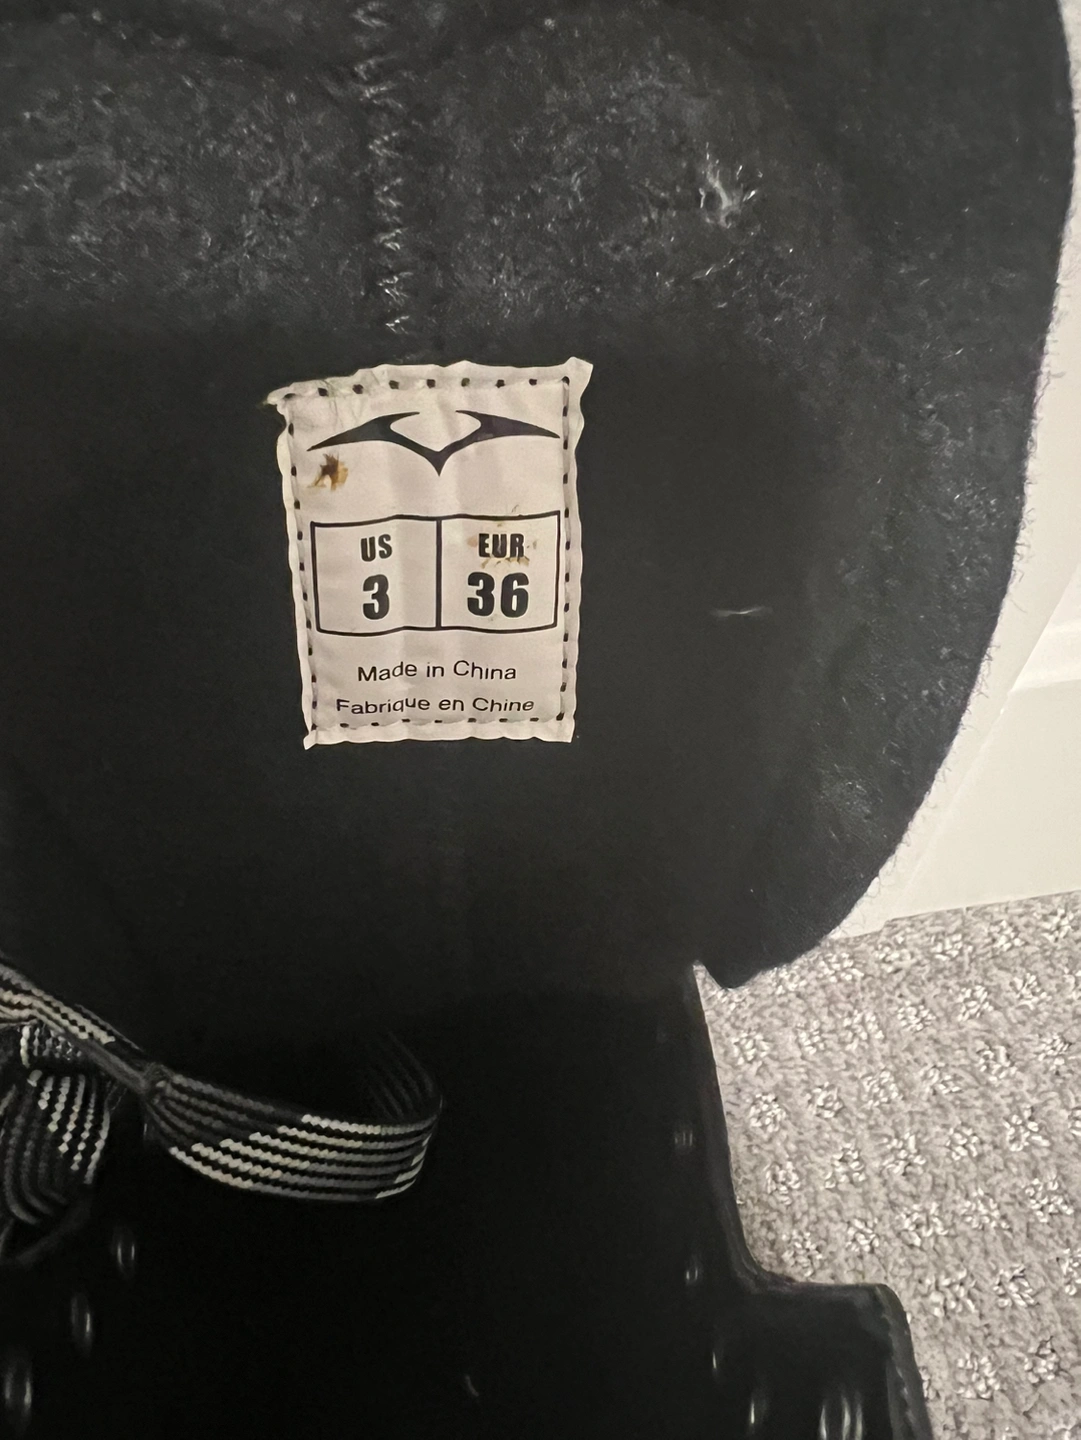 US EUR
3 36
Made in China
Fabrique en Chine